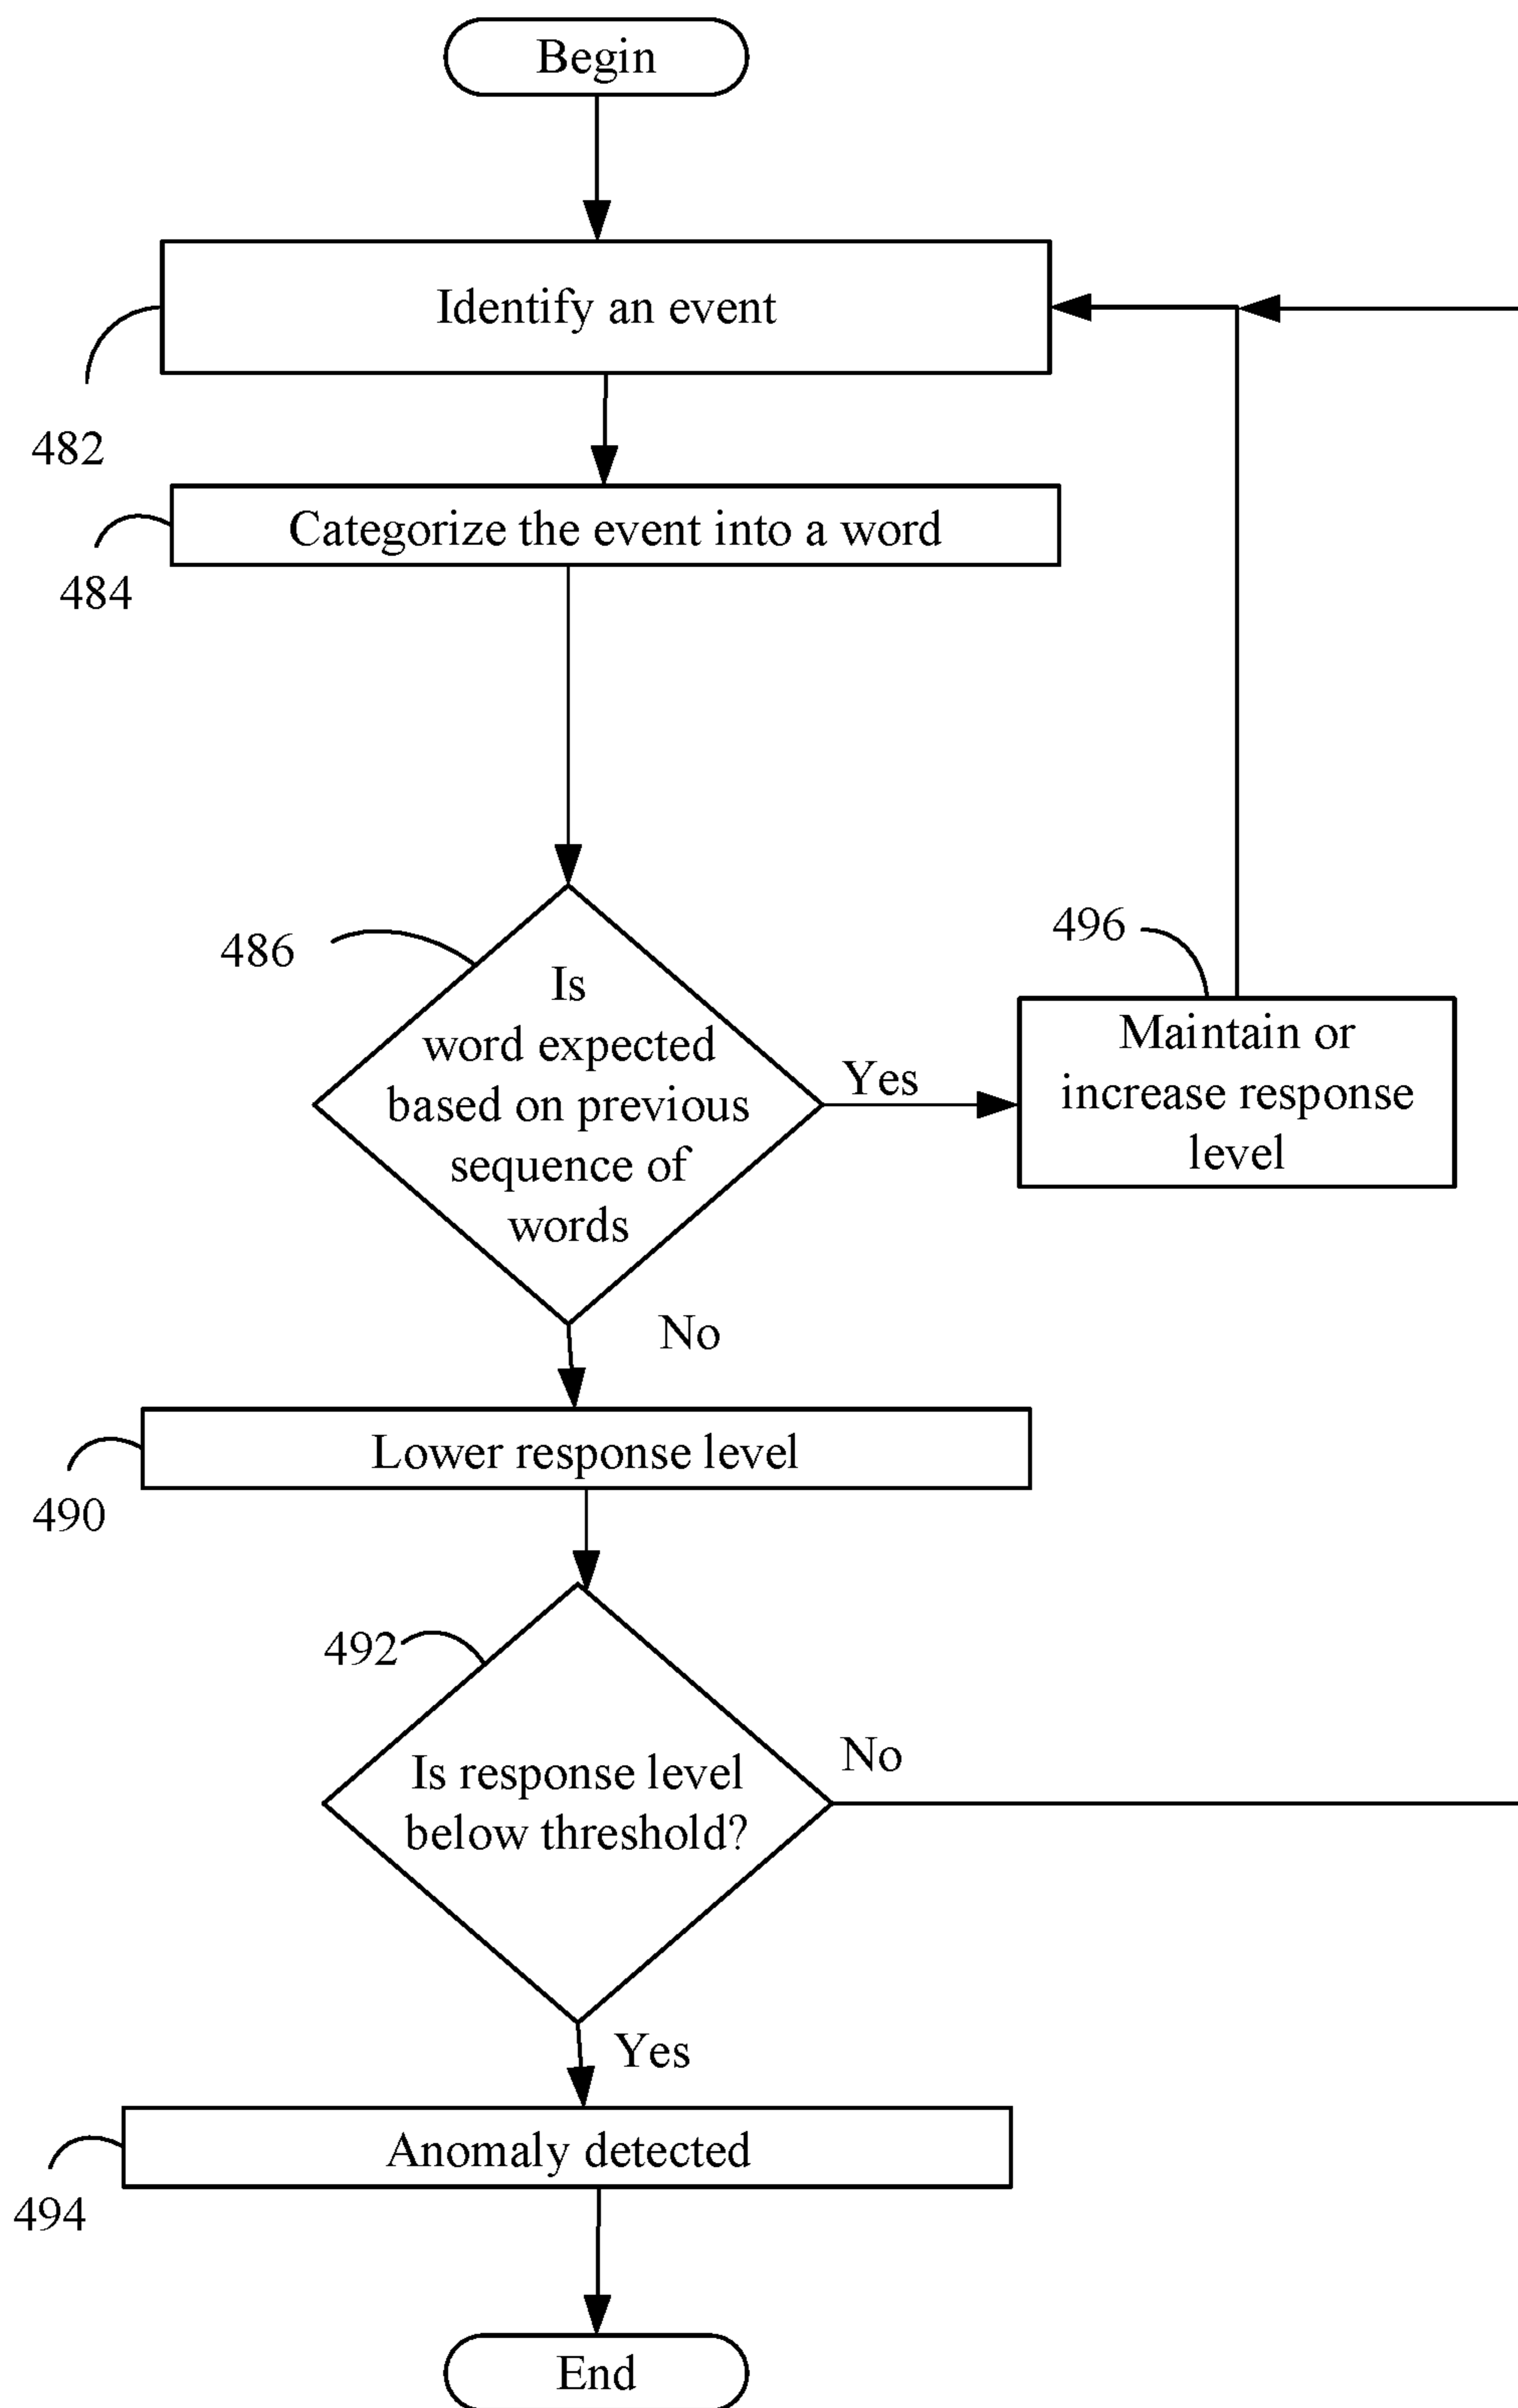 Begin
Identify an event
482
Categorize the event into a word
484
486
Is
word expected
based on previous
sequence of
words
Yes
496
Maintain or
increase response
level
No
Lower response level
490
492
Is response level
below threshold?
No
Yes
Anomaly detected
494
End